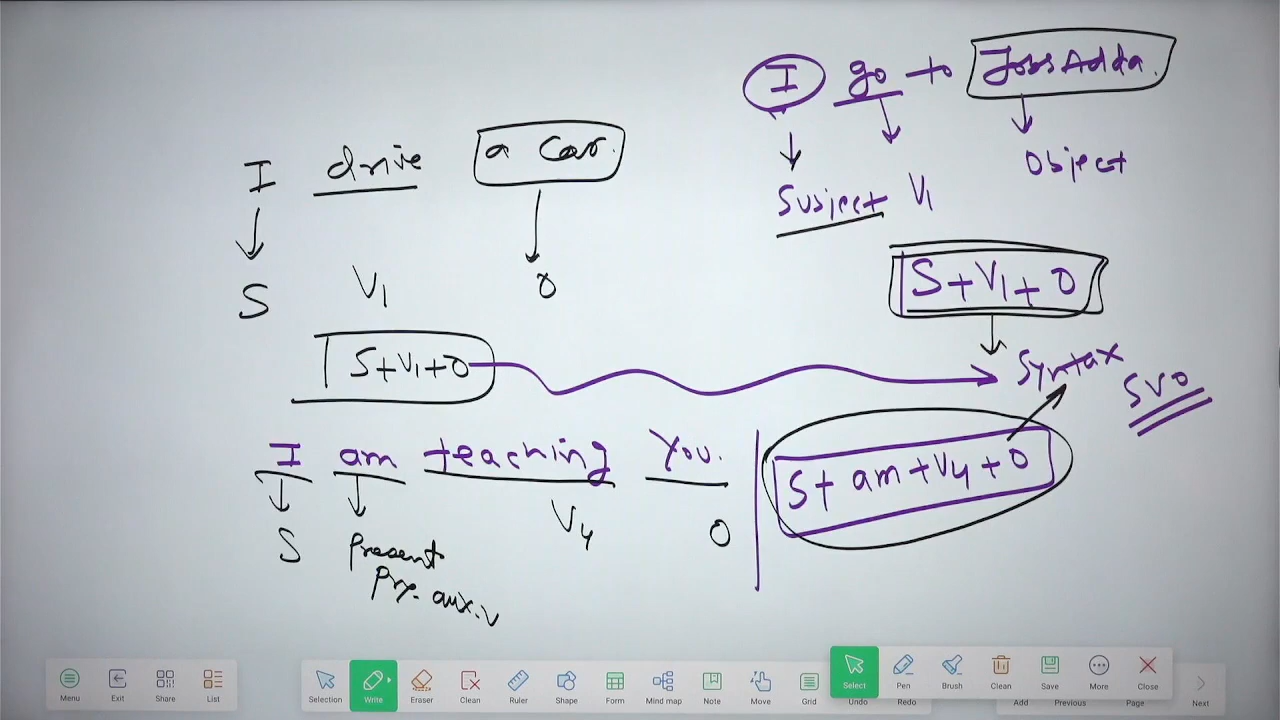 I go to JobsAdda.
Object
Subject V1
S+V1+O
Syntax
SVO
I drive a Car.
S V1 O
S+V1+O
I am teaching You.
S Present V4 O
aux.v
S+ am+V4+O
Menu Exit Share List
Selection Write Eraser Clean Ruler Shape Form Mind map Note Move Grid Undo Redo Add Previous Page Next
Select Pen Brush Clean Save More Close